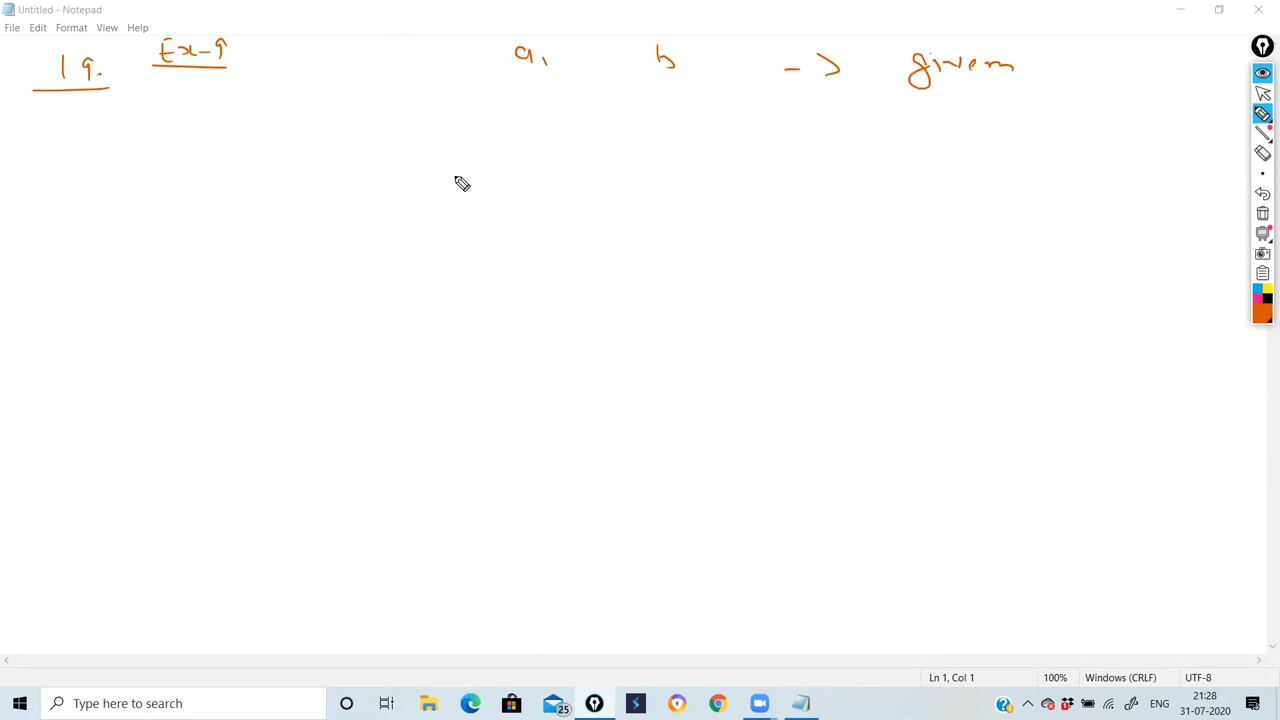 Untitled - Notepad
File Edit Format View Help
19. Ex-9 a, b -> given
Ln 1, Col 1 100% Windows (CRLF) UTF-8
Type here to search 25 ENG 21:28
31-07-2020